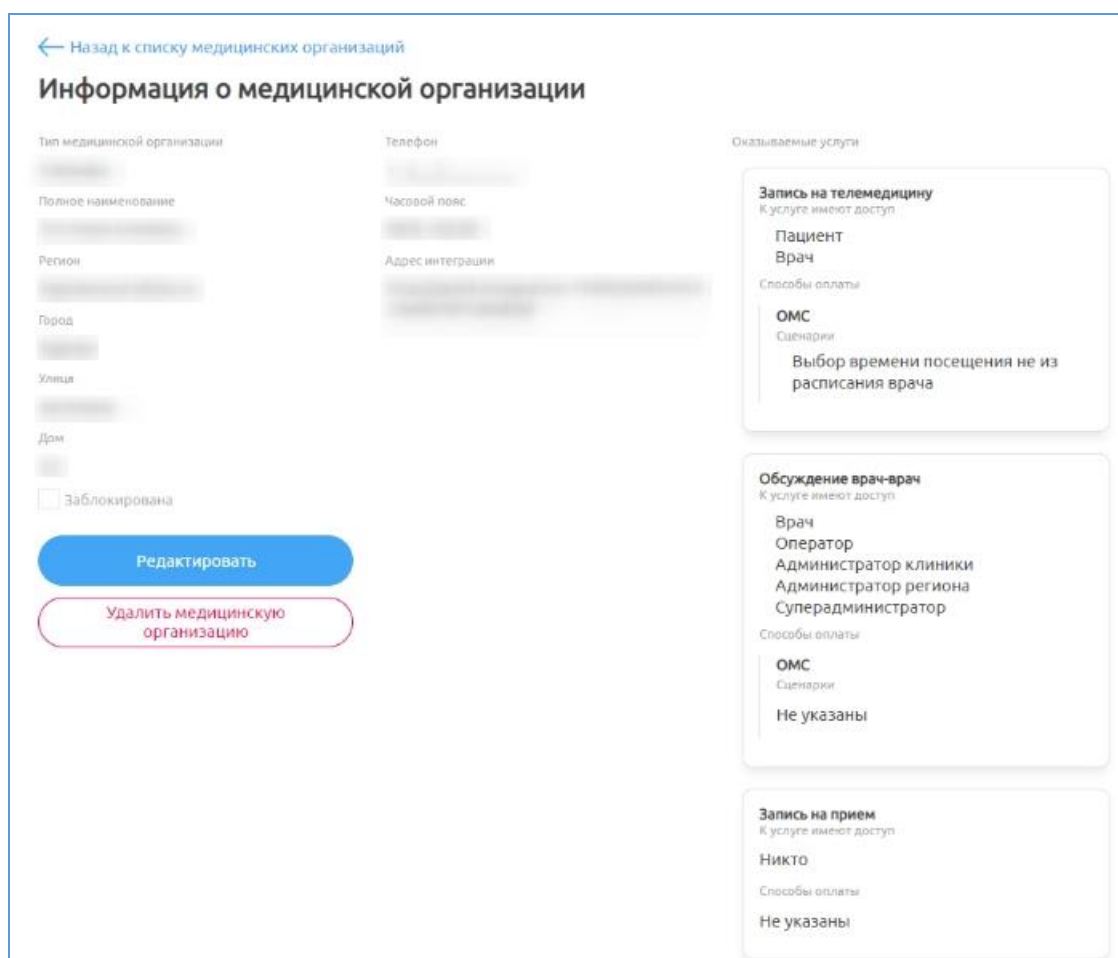 ← Назад к списку медицинских организаций
Информация о медицинской организации
Тип медицинской организации
Полное наименование
Регион
Город
Улица
Дом
Заблокирована
Редактировать
Удалить медицинскую
организацию
Телефон
Часовой пояс
Адрес интеграции
Оказываемые услуги
Запись на телемедицину
К услуге имеют доступ
Пациент
Врач
Способы оплаты
ОМС
Сценарии
Выбор времени посещения не из
расписания врача
Обсуждение врач-врач
К услуге имеют доступ
Врач
Оператор
Администратор клиники
Администратор региона
Суперадминистратор
Способы оплаты
ОМС
Сценарии
Не указаны
Запись на прием
К услуге имеют доступ
Никто
Способы оплаты
Не указаны